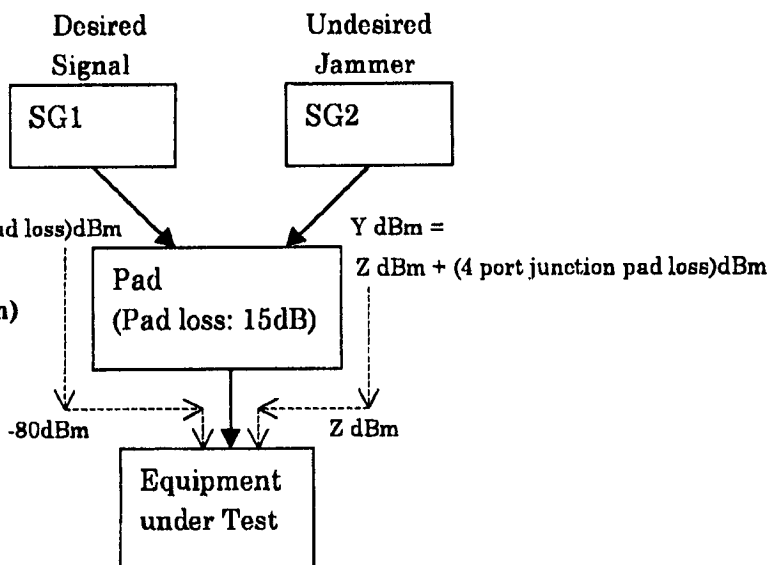 Desired
Signal
Undesired
Jammer
SG1
SG2
loss)dBm
Y dBm =
Z dBm + (4 port junction pad loss)dBm
Pad
(Pad loss: 15dB)
-80dBm
Z dBm
Equipment
under Test